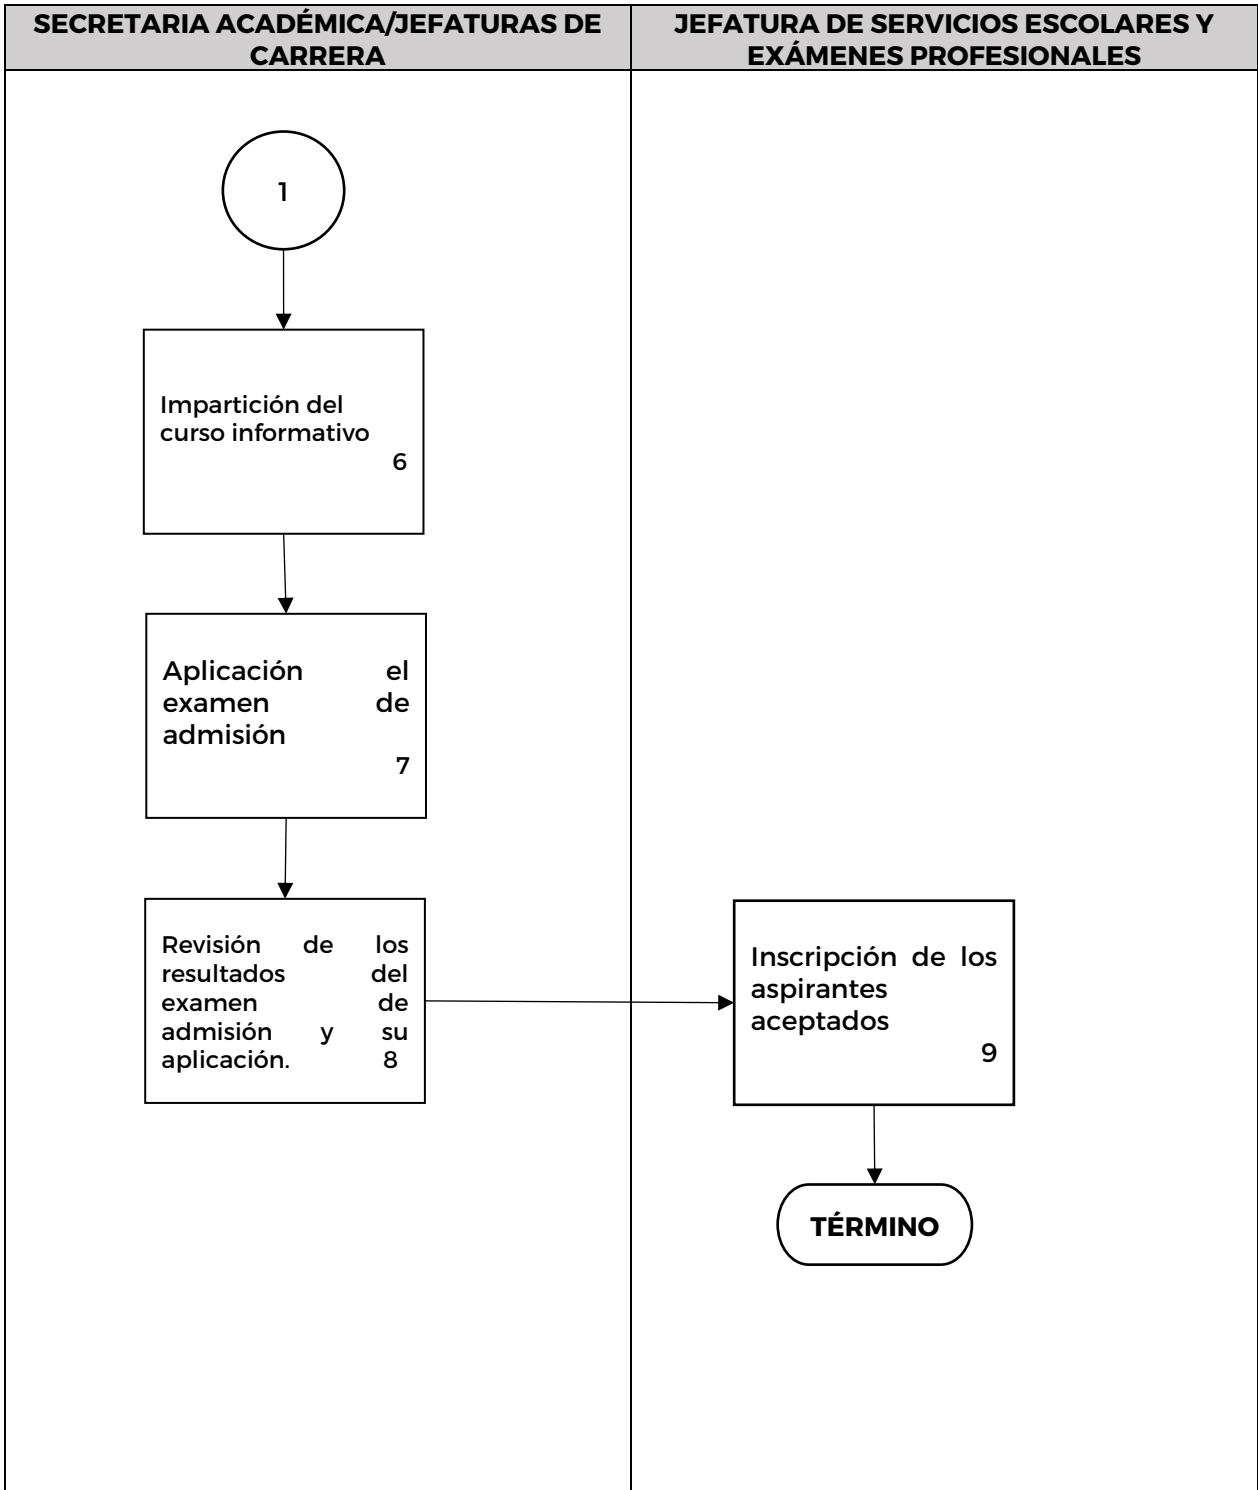 SECRETARIA ACADÉMICA/JEFATURAS DE
CARRERA
JEFATURA DE SERVICIOS ESCOLARES Y
EXÁMENES PROFESIONALES
1
Impartición del
curso informativo
6
Aplicación el
examen de
admisión
7
Revisión de los
resultados del
examen de
admisión y su
aplicación. 8
Inscripción de los
aspirantes
aceptados
9
TÉRMINO